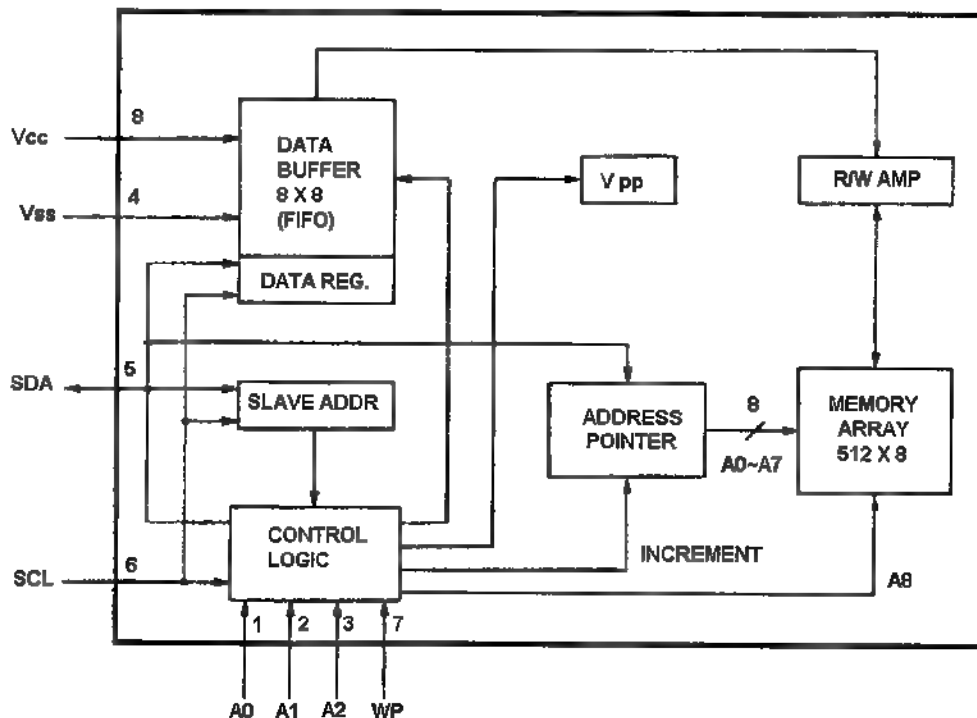 Vcc
8
DATA
BUFFER
8 X 8
(FIFO)
Vpp
R/W AMP
Vss
4
DATA REG.
SDA
5
SLAVE ADDR
ADDRESS
POINTER
8
A0~A7
MEMORY
ARRAY
512 X 8
CONTROL
LOGIC
INCREMENT
A8
SCL
6
1
2
3
7
A0
A1
A2
WP